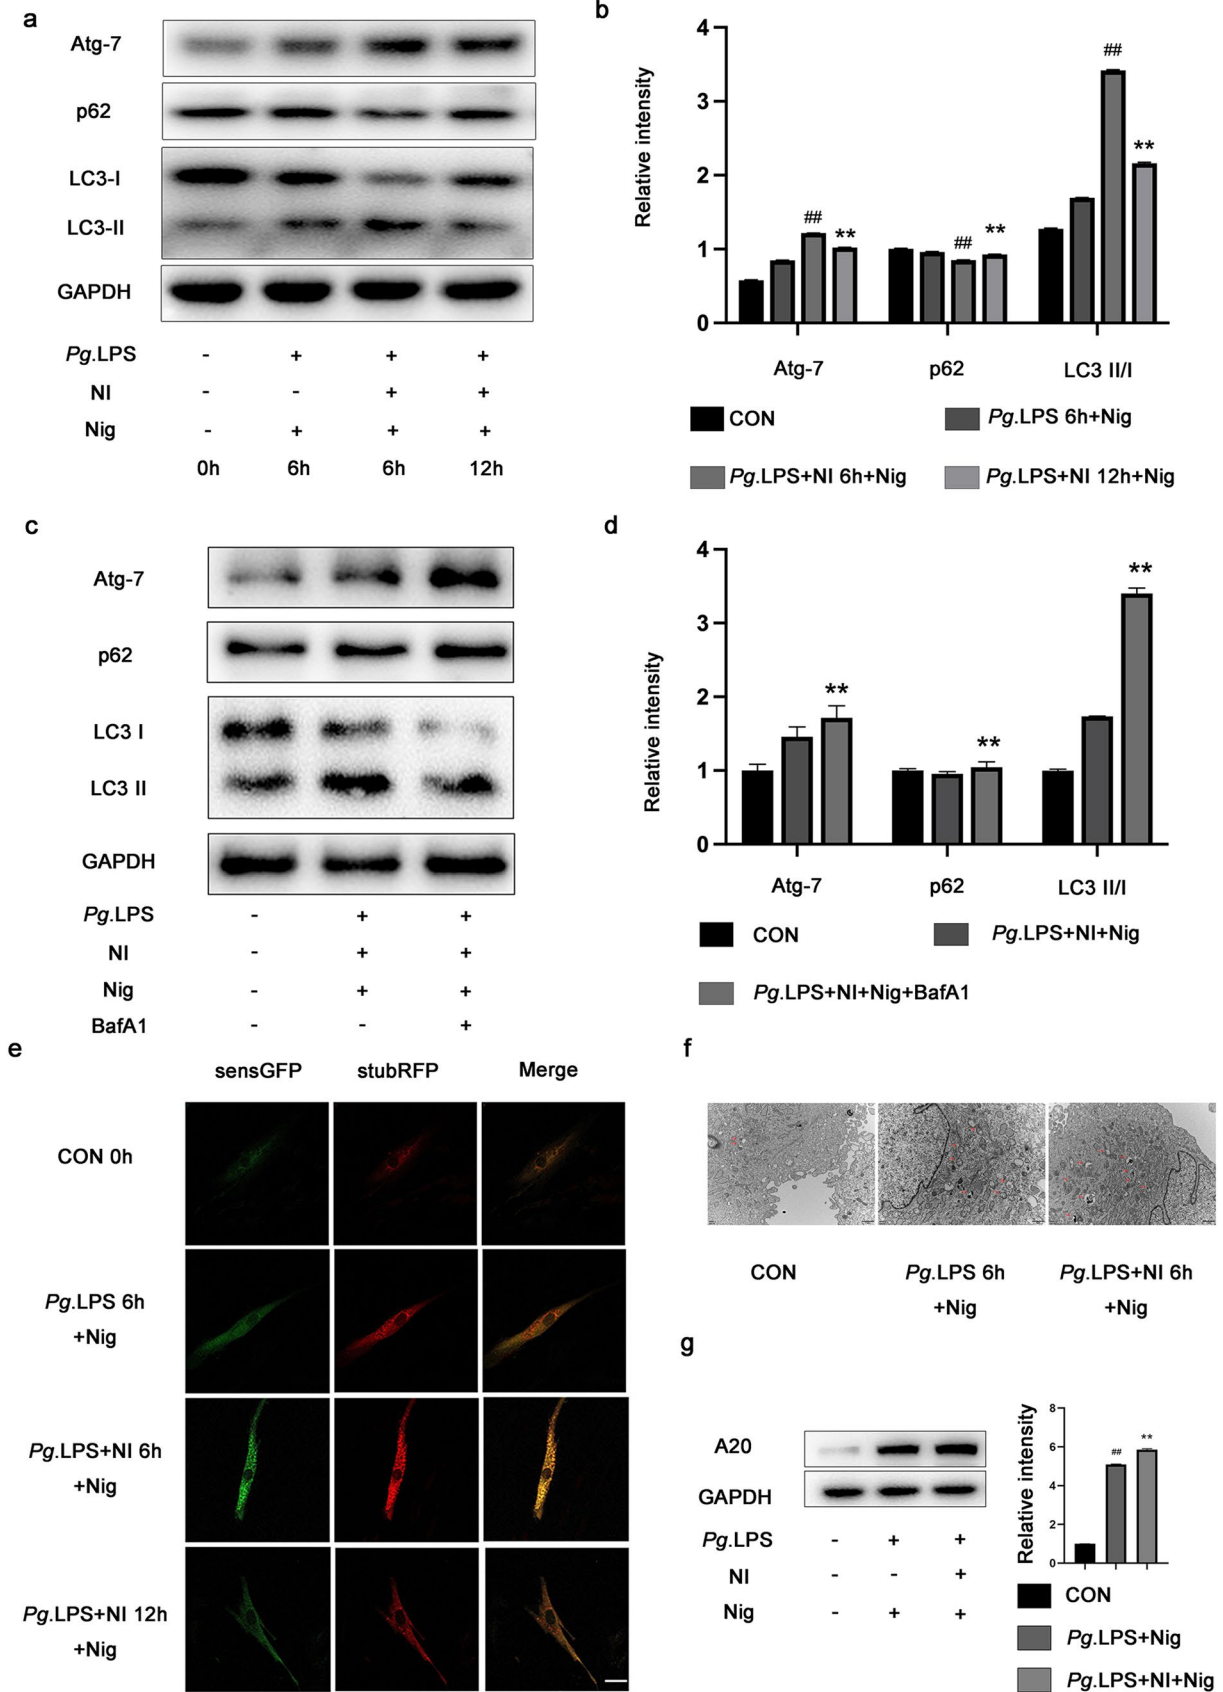 a
Atg-7
p62
LC3-I
LC3-II
GAPDH
Pg.LPS - + + +
NI - - + +
Nig - + + +
0h 6h 6h 12h
b
Relative intensity
4
3
2
1
0
## ** ## ** ## **
Atg-7 p62 LC3 II/I
CON Pg.LPS 6h+Nig
Pg.LPS+NI 6h+Nig Pg.LPS+NI 12h+Nig
c
Atg-7
p62
LC3 I
LC3 II
GAPDH
Pg.LPS - + +
NI - + +
Nig - + +
BafA1 - - +
d
Relative intensity
4
3
2
1
0
** ** **
Atg-7 p62 LC3 II/I
CON Pg.LPS+NI+Nig
Pg.LPS+NI+Nig+BafA1
e
sensGFP stubRFP Merge
CON 0h
Pg.LPS 6h
+Nig
Pg.LPS+NI 6h
+Nig
Pg.LPS+NI 12h
+Nig
f
CON Pg.LPS 6h Pg.LPS+NI 6h
+Nig +Nig
g
A20
GAPDH
Pg.LPS - + +
NI - - +
Nig - + +
Relative intensity
8
6
4
2
0
## **
CON
Pg.LPS+Nig
Pg.LPS+NI+Nig